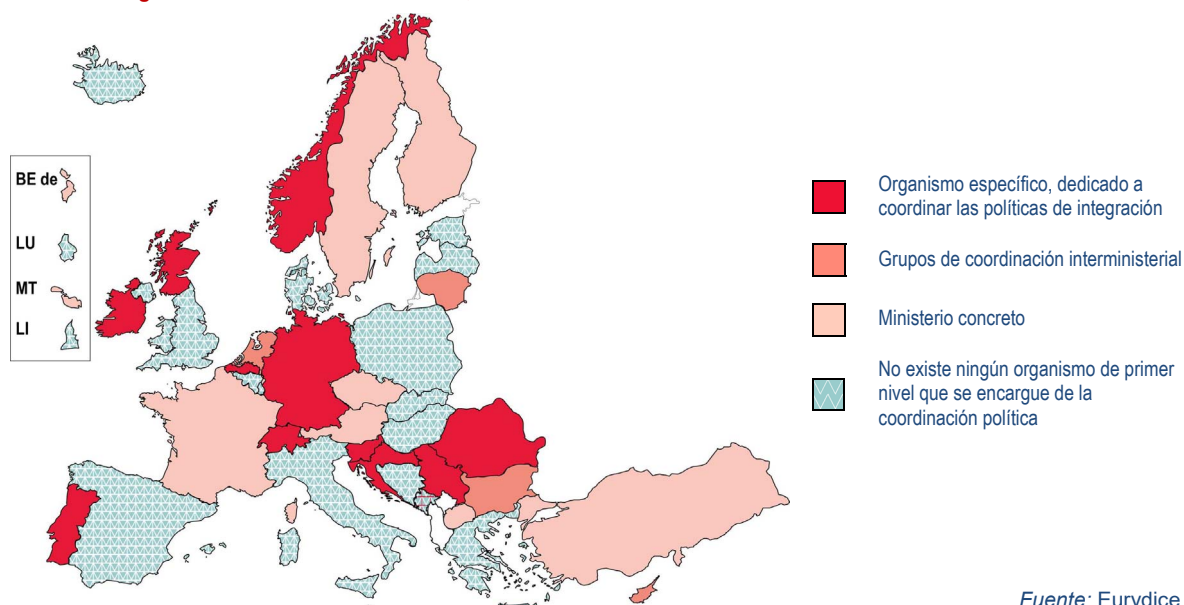 BE de
LU
MT
LI
Organismo específico, dedicado a
coordinar las políticas de integración
Grupos de coordinación interministerial
Ministerio concreto
No existe ningún organismo de primer
nivel que se encargue de la
coordinación política
Fuente: Eurydice